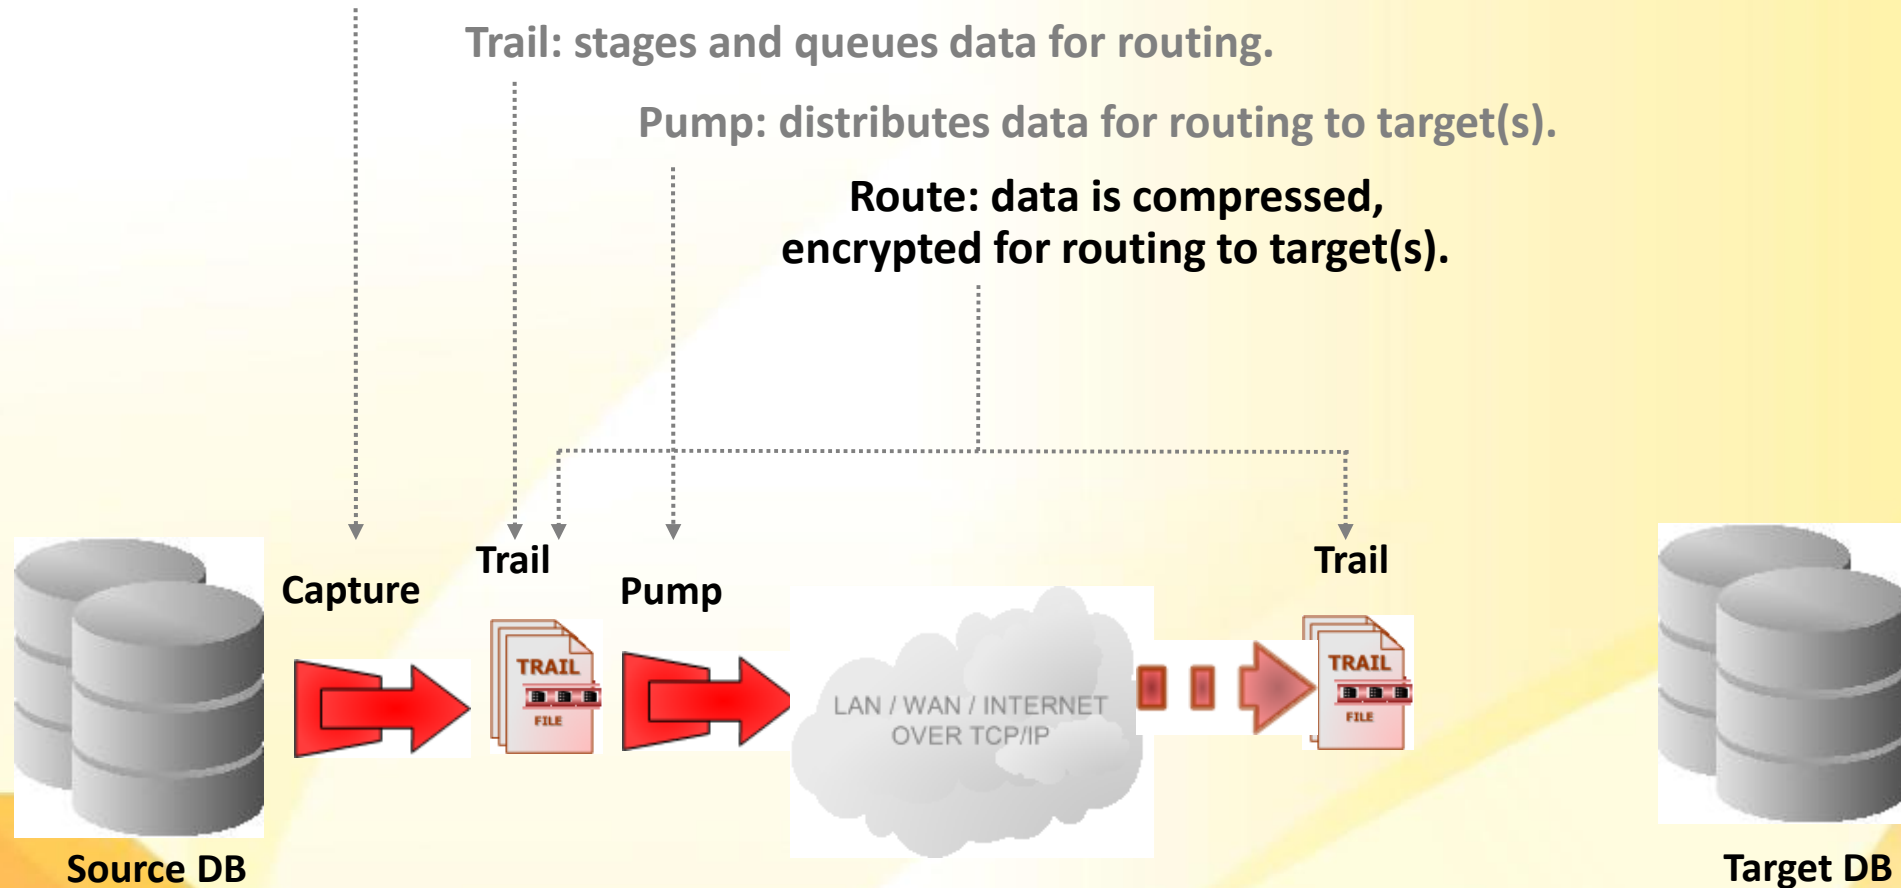 Trail: stages and queues data for routing.
Pump: distributes data for routing to target(s).
Route: data is compressed,
encrypted for routing to target(s).
Trail
Trail
Capture
Pump
TRAIL
FILE
TRAIL
FILE
LAN / WAN / INTERNET
OVER TCP/IP
Source DB
Target DB